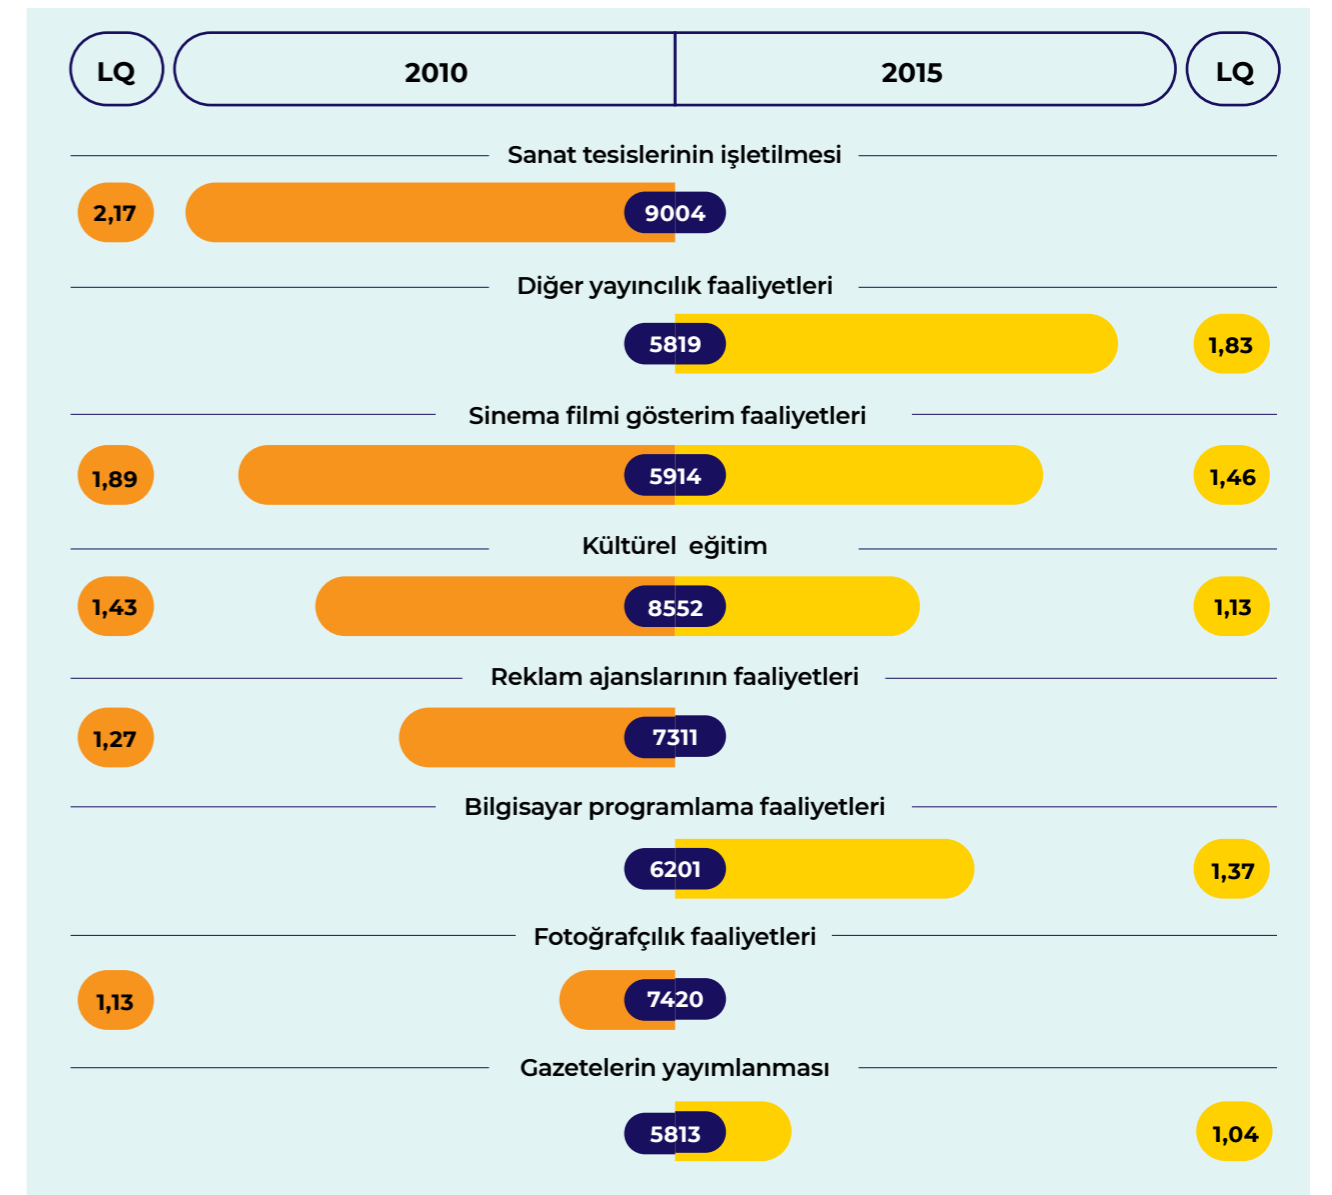 LQ 2010 2015 LQ
Sanat tesislerinin işletilmesi
2,17 9004
Diğer yayıncılık faaliyetleri
5819 1,83
Sinema filmi gösterim faaliyetleri
1,89 5914 1,46
Kültürel eğitim
1,43 8552 1,13
Reklam ajanslarının faaliyetleri
1,27 7311
Bilgisayar programlama faaliyetleri
6201 1,37
Fotoğrafçılık faaliyetleri
1,13 7420
Gazetelerin yayımlanması
5813 1,04